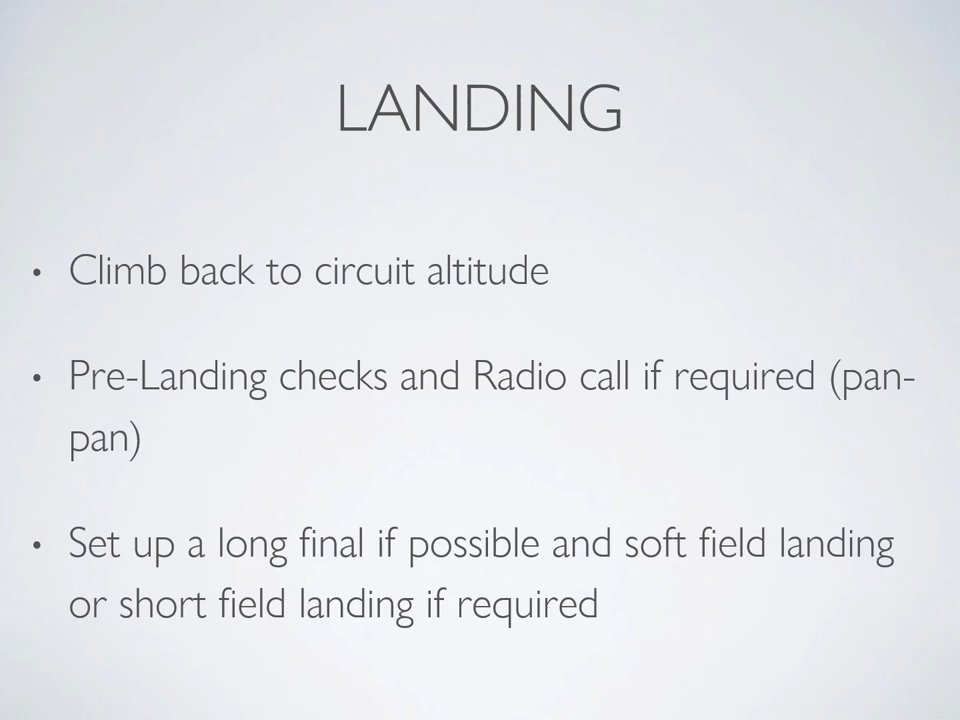 LANDING
• Climb back to circuit altitude
• Pre-Landing checks and Radio call if required (pan-
pan)
• Set up a long final if possible and soft field landing
or short field landing if required